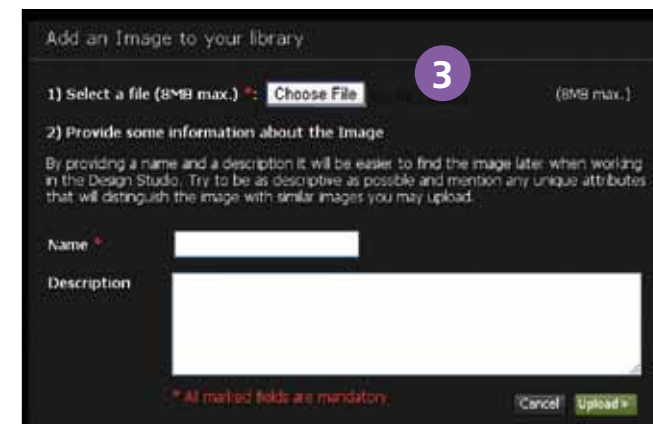 Add an Image to your library
3
1) Select a file (8MB max.) *: Choose File (8MB max.)
2) Provide some information about the Image
By providing a name and a description it will be easier to find the image later when working
in the Design Studio. Try to be as descriptive as possible and mention any unique attributes
that will distinguish the image with similar images you may upload.
Name *
Description
* All marked fields are mandatory
Cancel Upload »